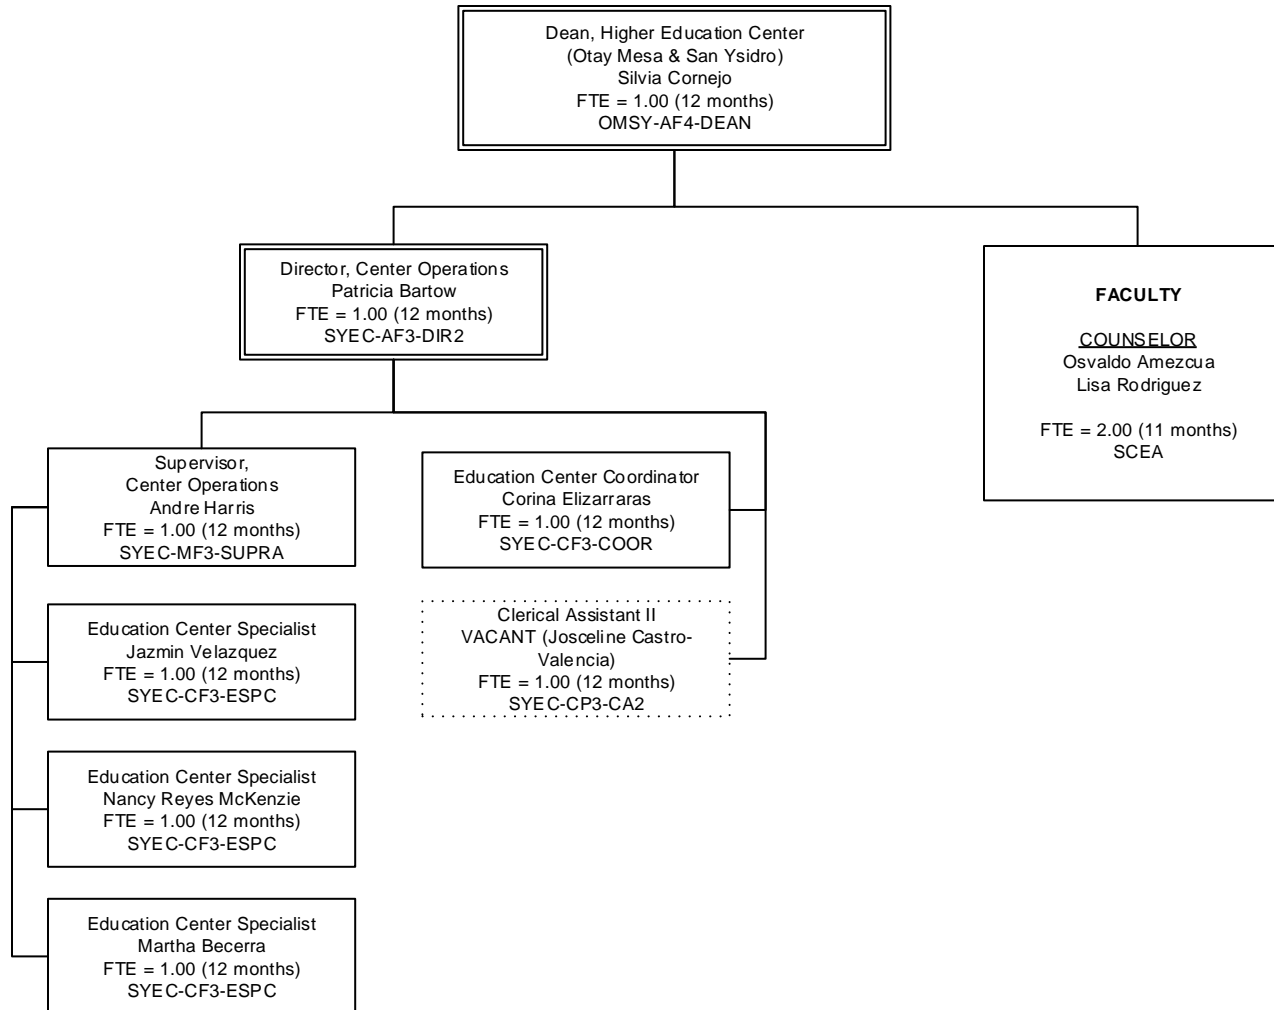 Dean, Higher Education Center
(Otay Mesa & San Ysidro)
Silvia Cornejo
FTE = 1.00 (12 months)
OMSY-AF4-DEAN
Director, Center Operations
Patricia Bartow
FTE = 1.00 (12 months)
SYEC-AF3-DIR2
FACULTY
COUNSELOR
Osvaldo Amezcua
Lisa Rodriguez
FTE = 2.00 (11 months)
SCEA
Supervisor,
Center Operations
Andre Harris
FTE = 1.00 (12 months)
SYEC-MF3-SUPRA
Education Center Coordinator
Corina Elizarraras
FTE = 1.00 (12 months)
SYEC-CF3-COOR
Education Center Specialist
Jazmin Velazquez
FTE = 1.00 (12 months)
SYEC-CF3-ESPC
Clerical Assistant II
VACANT (Josceline Castro-
Valencia)
FTE = 1.00 (12 months)
SYEC-CP3-CA2
Education Center Specialist
Nancy Reyes McKenzie
FTE = 1.00 (12 months)
SYEC-CF3-ESPC
Education Center Specialist
Martha Becerra
FTE = 1.00 (12 months)
SYEC-CF3-ESPC